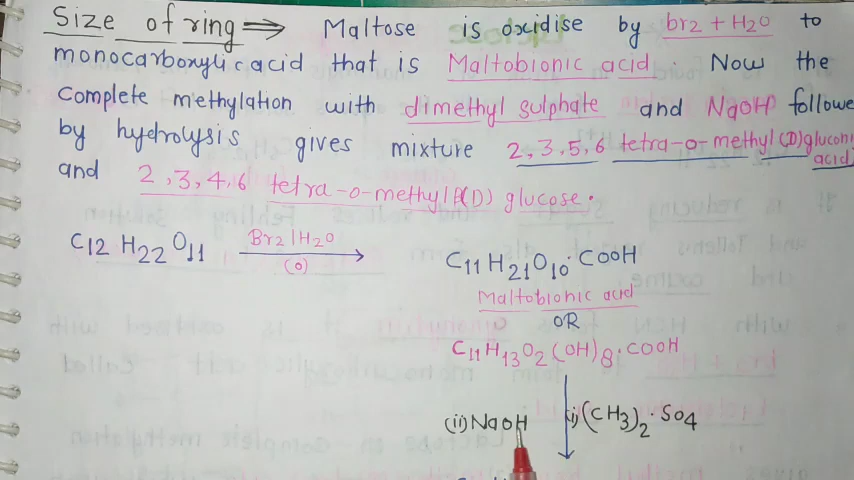 Size of ring ⟹ Maltose is oxidise by br2 + H2O to
monocarboxylic acid that is Maltobionic acid. Now the
Complete methylation with dimethyl sulphate and NaOH followe
by hydrolysis gives mixture 2,3,5,6 tetra-o-methyl(D)gluconi
acid
and 2,3,4,6 tetra-o-methyl (D) glucose.
C12 H22 O11 Br2/H2O (O) → C11 H21 O10.COOH
Maltobionic acid
OR
C11 H13 O2 (OH)8.COOH
(ii) NaOH i) (CH3)2.SO4